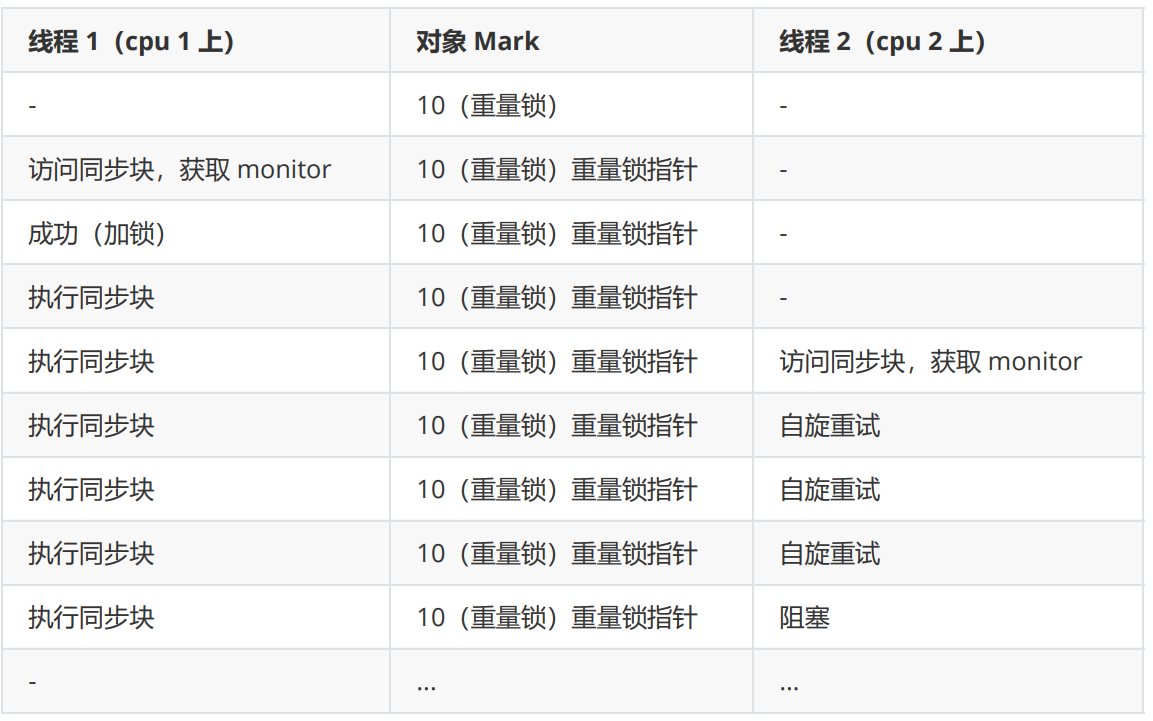 线程 1（cpu 1 上） 对象 Mark 线程 2（cpu 2 上）
- 10（重量锁） -
访问同步块，获取 monitor 10（重量锁）重量锁指针 -
成功（加锁） 10（重量锁）重量锁指针 -
执行同步块 10（重量锁）重量锁指针 -
执行同步块 10（重量锁）重量锁指针 访问同步块，获取 monitor
执行同步块 10（重量锁）重量锁指针 自旋重试
执行同步块 10（重量锁）重量锁指针 自旋重试
执行同步块 10（重量锁）重量锁指针 自旋重试
执行同步块 10（重量锁）重量锁指针 阻塞
- ... ...